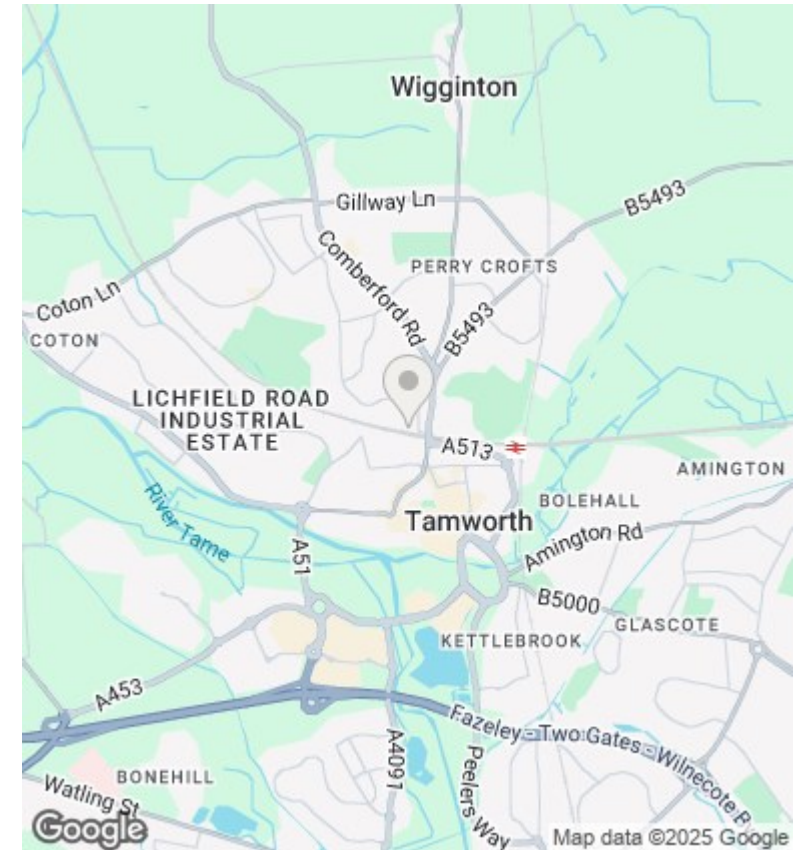 Wigginton
Gillway Ln
B5493
Comberford Rd
PERRY CROFTS
Coton Ln
B5493
COTON
LICHFIELD ROAD
INDUSTRIAL
ESTATE
A513
AMINGTON
River Tame
BOLEHALL
Tamworth
Amington Rd
A51
B5000
GLASCOTE
KETTLEBROOK
A453
Fazeley - Two Gates - Wilnecote
A4091
Peelers Way
BONEHILL
Watling St
Google
Map data ©2025 Google